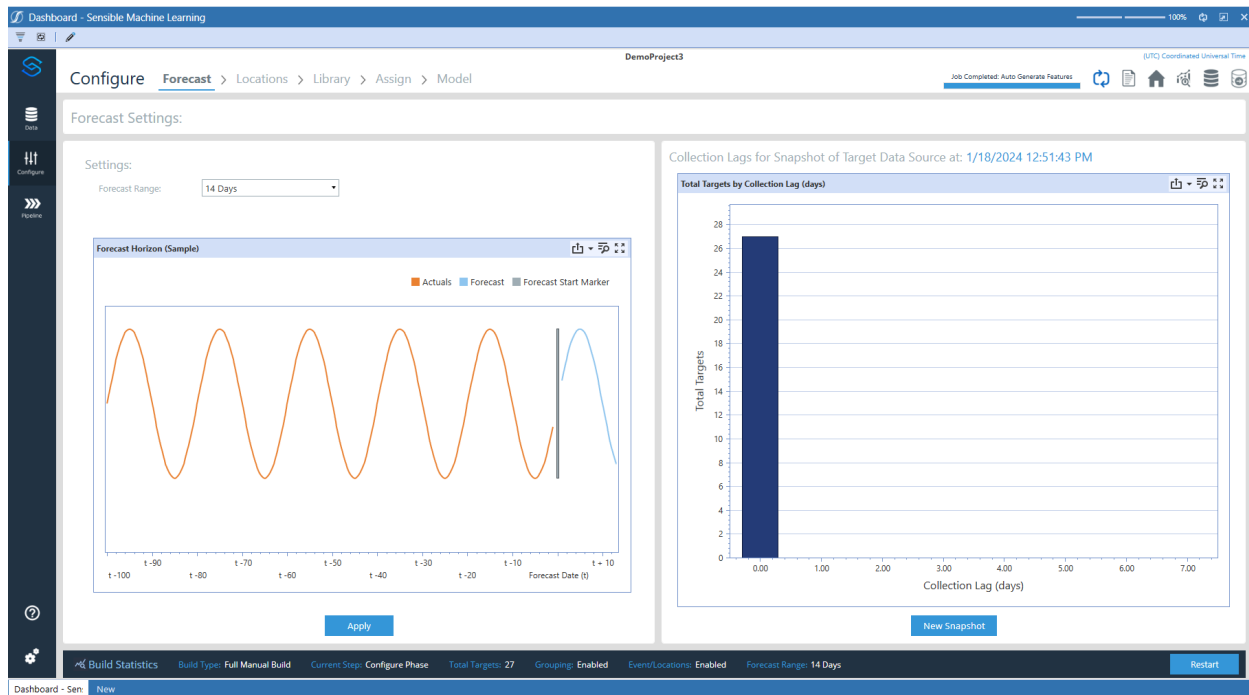 Dashboard - Sensible Machine Learning
100%
DemoProject3
(UTC) Coordinated Universal Time
Configure Forecast > Locations > Library > Assign > Model
Job Completed: Auto Generate Features
Data
Configure
Pipeline
Forecast Settings:
Settings:
Forecast Range: 14 Days
Forecast Horizon (Sample)
Actuals Forecast Forecast Start Marker
t -90 t -70 t -50 t -30 t -10 t + 10
t -100 t -80 t -60 t -40 t -20 Forecast Date (t)
Apply
Collection Lags for Snapshot of Target Data Source at: 1/18/2024 12:51:43 PM
Total Targets by Collection Lag (days)
Total Targets
28
26
24
22
20
18
16
14
12
10
8
6
4
2
0
0.00 1.00 2.00 3.00 4.00 5.00 6.00 7.00
Collection Lag (days)
New Snapshot
Build Statistics Build Type: Full Manual Build Current Step: Configure Phase Total Targets: 27 Grouping: Enabled Event/Locations: Enabled Forecast Range: 14 Days Restart
Dashboard - Sen: New